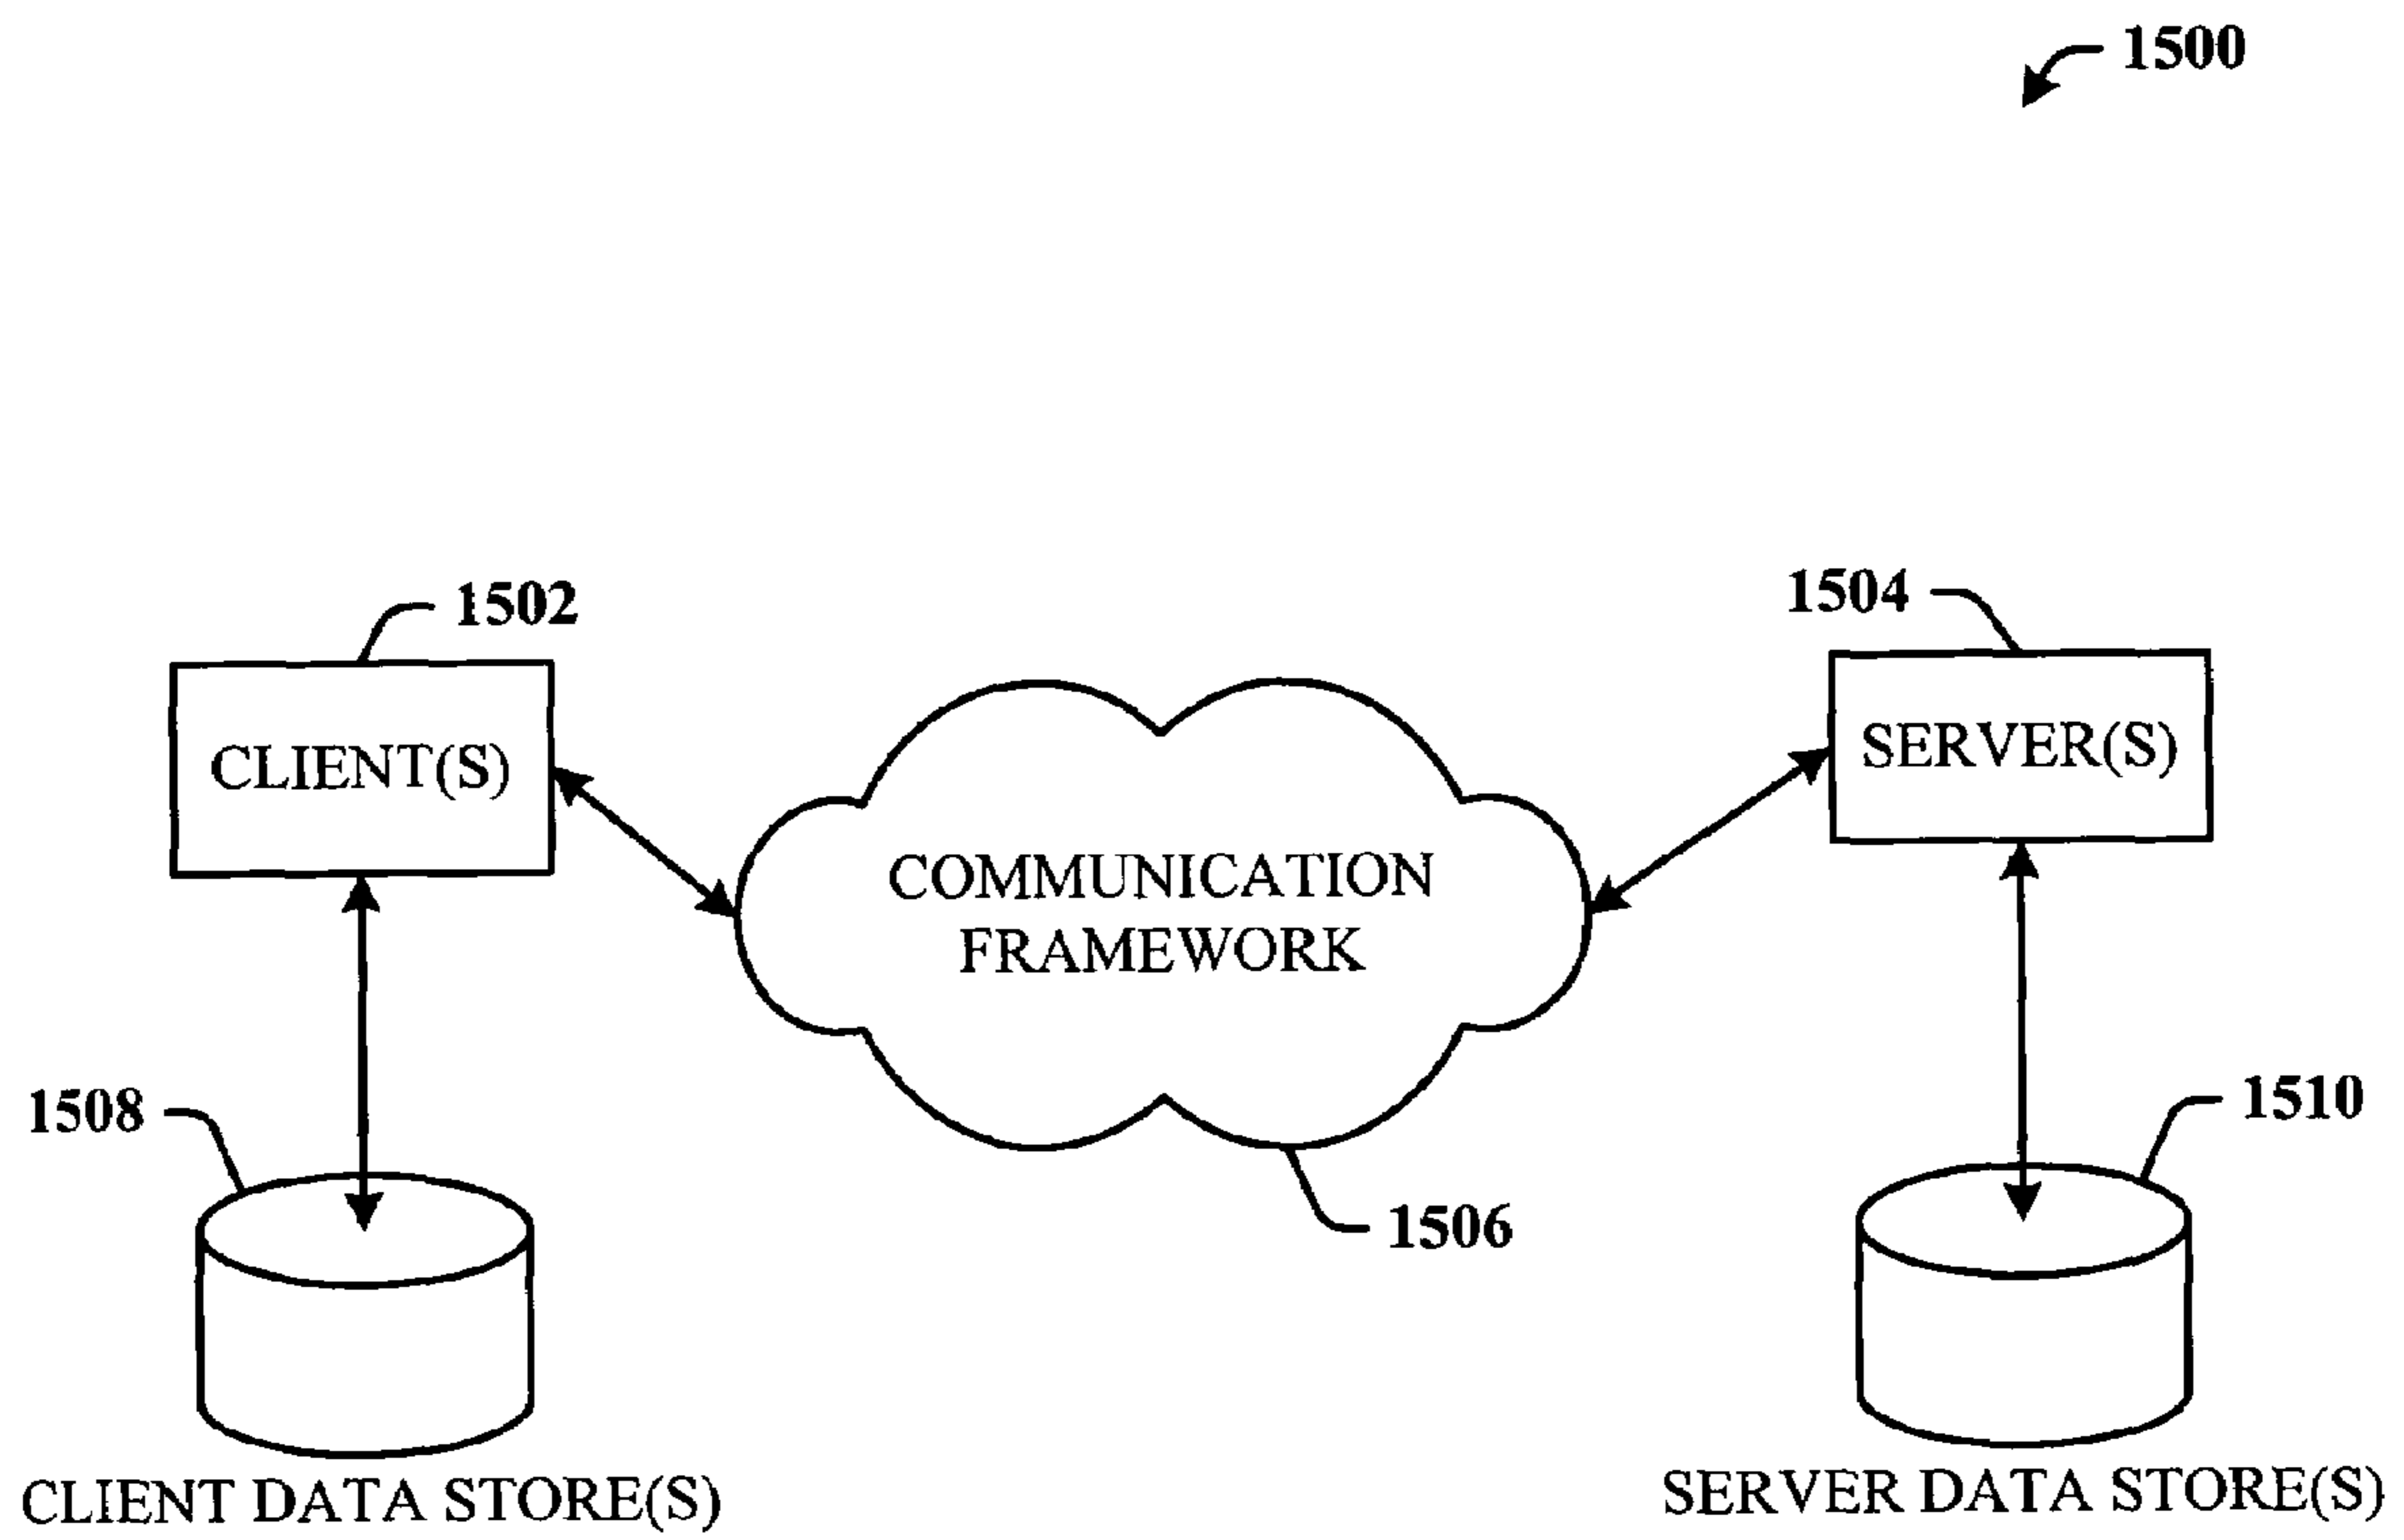 1500
1502
1504
CLIENT(S)
SERVER(S)
COMMUNICATION
FRAMEWORK
1508
1510
1506
CLIENT DATA STORE(S)
SERVER DATA STORE(S)